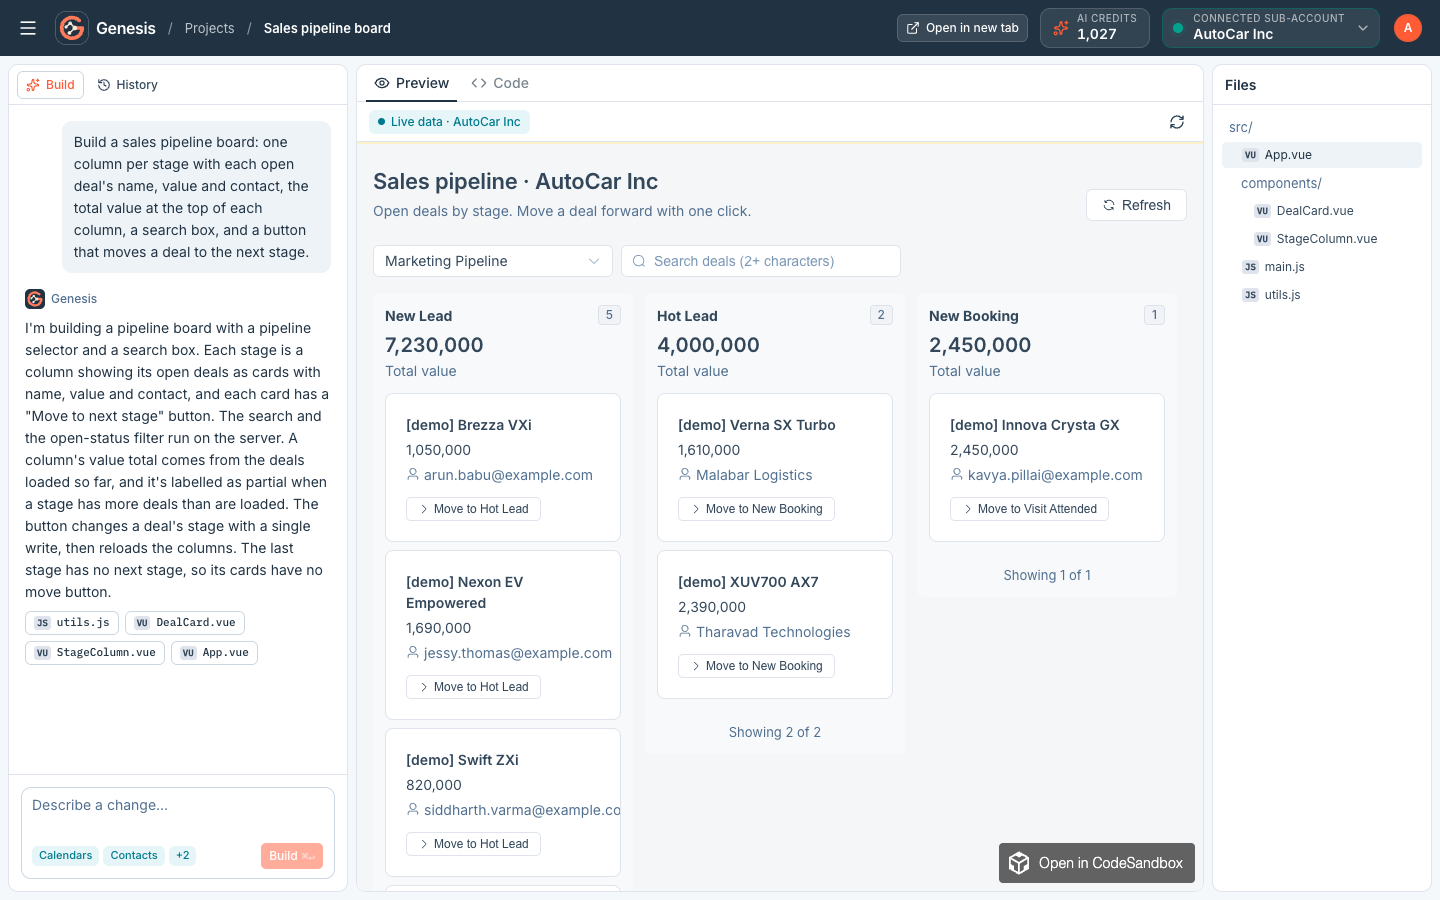 Genesis / Projects / Sales pipeline board
Open in new tab
AI CREDITS
1,027
CONNECTED SUB-ACCOUNT
AutoCar Inc
A
Build
History
Build a sales pipeline board: one
column per stage with each open
deal's name, value and contact, the
total value at the top of each
column, a search box, and a button
that moves a deal to the next stage.
Genesis
I'm building a pipeline board with a pipeline
selector and a search box. Each stage is a
column showing its open deals as cards with
name, value and contact, and each card has a
"Move to next stage" button. The search and
the open-status filter run on the server. A
column's value total comes from the deals
loaded so far, and it's labelled as partial when
a stage has more deals than are loaded. The
button changes a deal's stage with a single
write, then reloads the columns. The last
stage has no next stage, so its cards have no
move button.
JS utils.js
VU DealCard.vue
VU StageColumn.vue
VU App.vue
Describe a change...
Calendars
Contacts
+2
Build
Preview
Code
Live data · AutoCar Inc
Sales pipeline · AutoCar Inc
Open deals by stage. Move a deal forward with one click.
Refresh
Marketing Pipeline
Search deals (2+ characters)
New Lead 5
7,230,000
Total value
[demo] Brezza VXi
1,050,000
arun.babu@example.com
Move to Hot Lead
[demo] Nexon EV
Empowered
1,690,000
jessy.thomas@example.com
Move to Hot Lead
[demo] Swift ZXi
820,000
siddharth.varma@example.co
Move to Hot Lead
Hot Lead 2
4,000,000
Total value
[demo] Verna SX Turbo
1,610,000
Malabar Logistics
Move to New Booking
[demo] XUV700 AX7
2,390,000
Tharavad Technologies
Move to New Booking
Showing 2 of 2
New Booking 1
2,450,000
Total value
[demo] Innova Crysta GX
2,450,000
kavya.pillai@example.com
Move to Visit Attended
Showing 1 of 1
Open in CodeSandbox
Files
src/
VU App.vue
components/
VU DealCard.vue
VU StageColumn.vue
JS main.js
JS utils.js